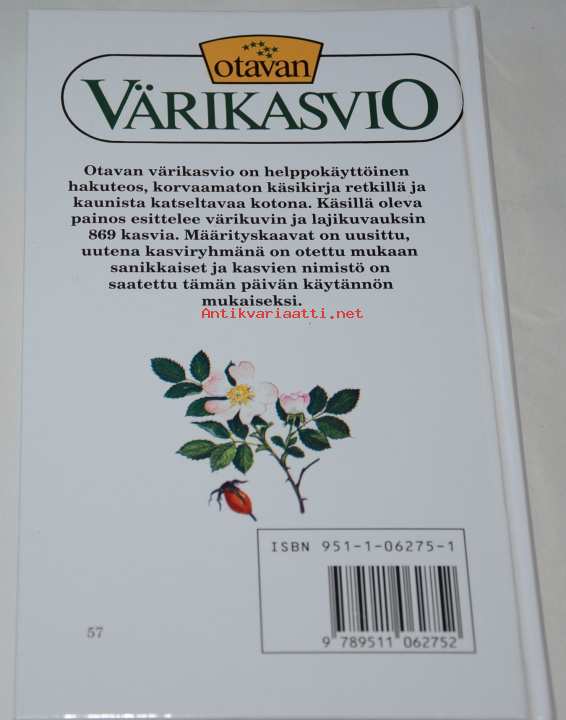 otavan
VÄRIKASVIO
Otavan värikasvio on helppokäyttöinen
hakuteos, korvaamaton käsikirja retkillä ja
kaunista katseltavaa kotona. Käsillä oleva
painos esittelee värikuvin ja lajikuvauksin
869 kasvia. Määrityskaavat on uusittu,
uutena kasviryhmänä on otettu mukaan
sanikkaiset ja kasvien nimistö on
saatettu tämän päivän käytännön
mukaiseksi.
Antikvariaatti.net
ISBN 951-1-06275-1
9 789511 062752
57